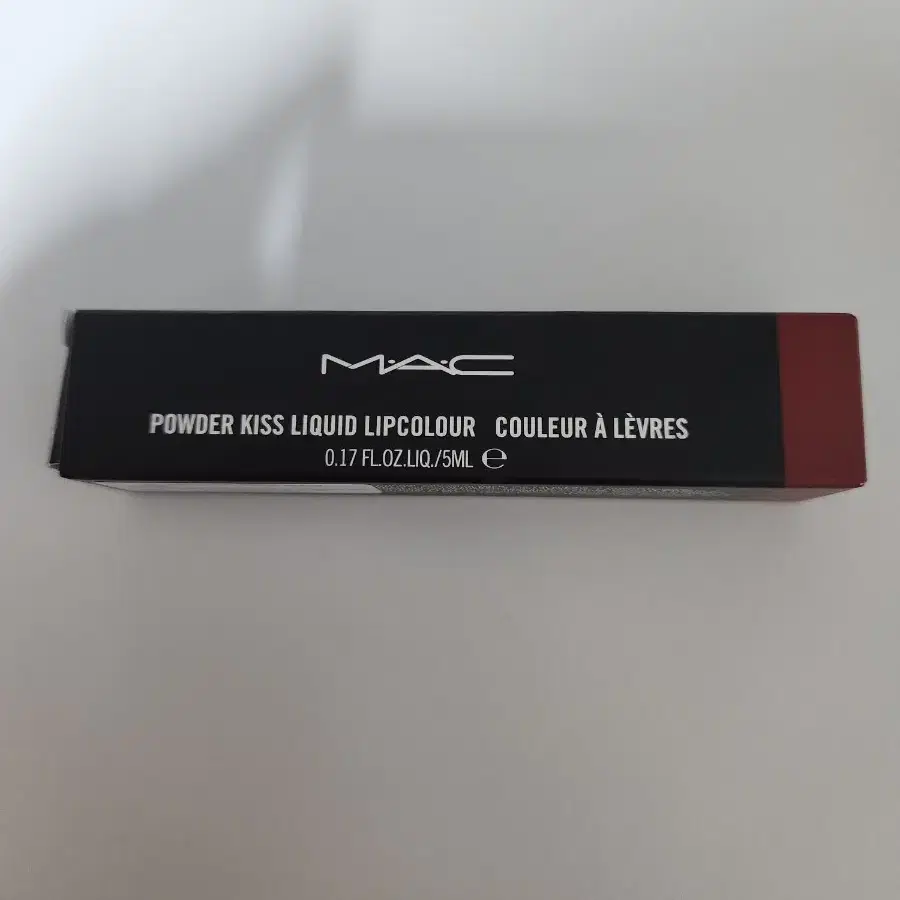 M·A·C
POWDER KISS LIQUID LIPCOLOUR COULEUR À LÈVRES
0.17 FL.OZ.LIQ./5ML ℮